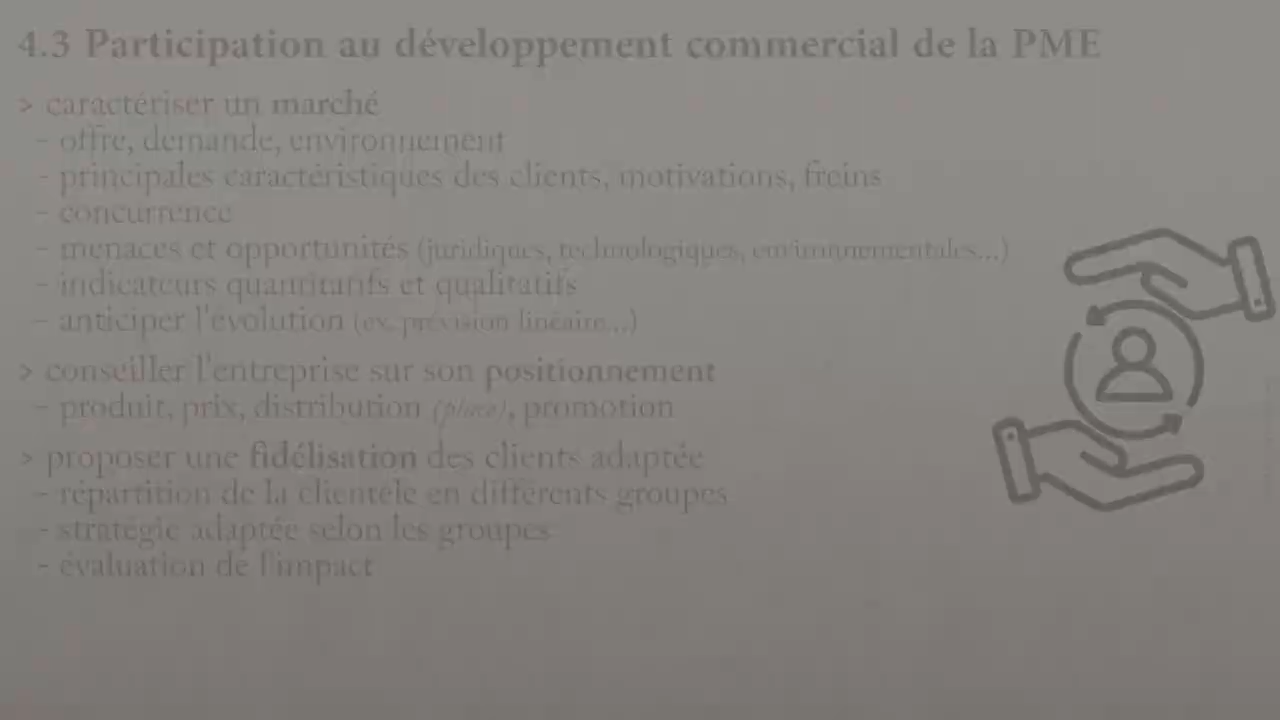 4.3 Participation au développement commercial de la PME
> caractériser un marché
- offre, demande, environnement
- principales caractéristiques des clients, motivations, freins
- concurrence
- menaces et opportunités (juridiques, technologiques, environnementales...)
- indicateurs quantitatifs et qualitatifs
- anticiper l'évolution (ex. prévision linéaire...)
> conseiller l'entreprise sur son positionnement
- produit, prix, distribution (place), promotion
> proposer une fidélisation des clients adaptée
- répartition de la clientèle en différents groupes
- stratégie adaptée selon les groupes
- évaluation de l'impact